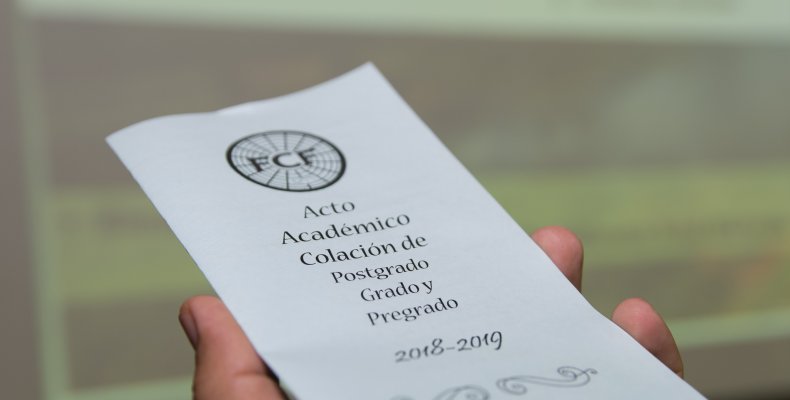 FCF
Acto
Académico
Colación de
Postgrado
Grado y
Pregrado
2018-2019